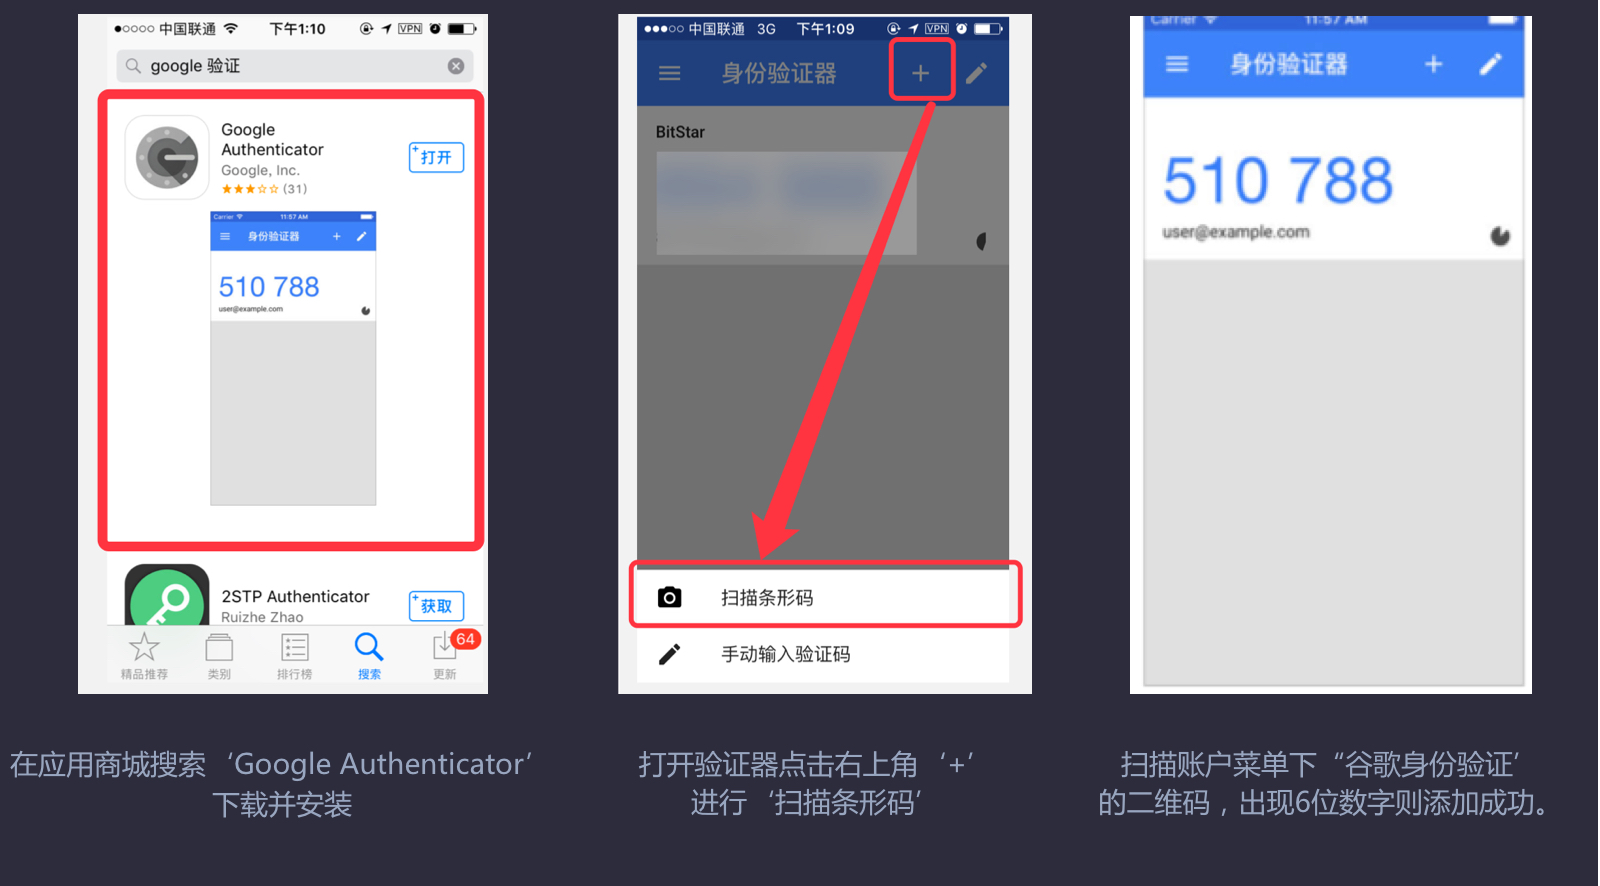 中国联通 下午1:10 VPN
google 验证
Google
Authenticator
Google, Inc.
(31)
打开
Carrier 11:57 AM
身份验证器
510 788
user@example.com
2STP Authenticator
Ruizhe Zhao
获取
64
精品推荐 类别 排行榜 搜索 更新
在应用商城搜索‘Google Authenticator’
下载并安装
中国联通 3G 下午1:09 VPN
身份验证器 +
BitStar
扫描条形码
手动输入验证码
打开验证器点击右上角‘+’
进行‘扫描条形码’
Carrier 11:57 AM
身份验证器 +
510 788
user@example.com
扫描账户菜单下“谷歌身份验证’
的二维码，出现6位数字则添加成功。